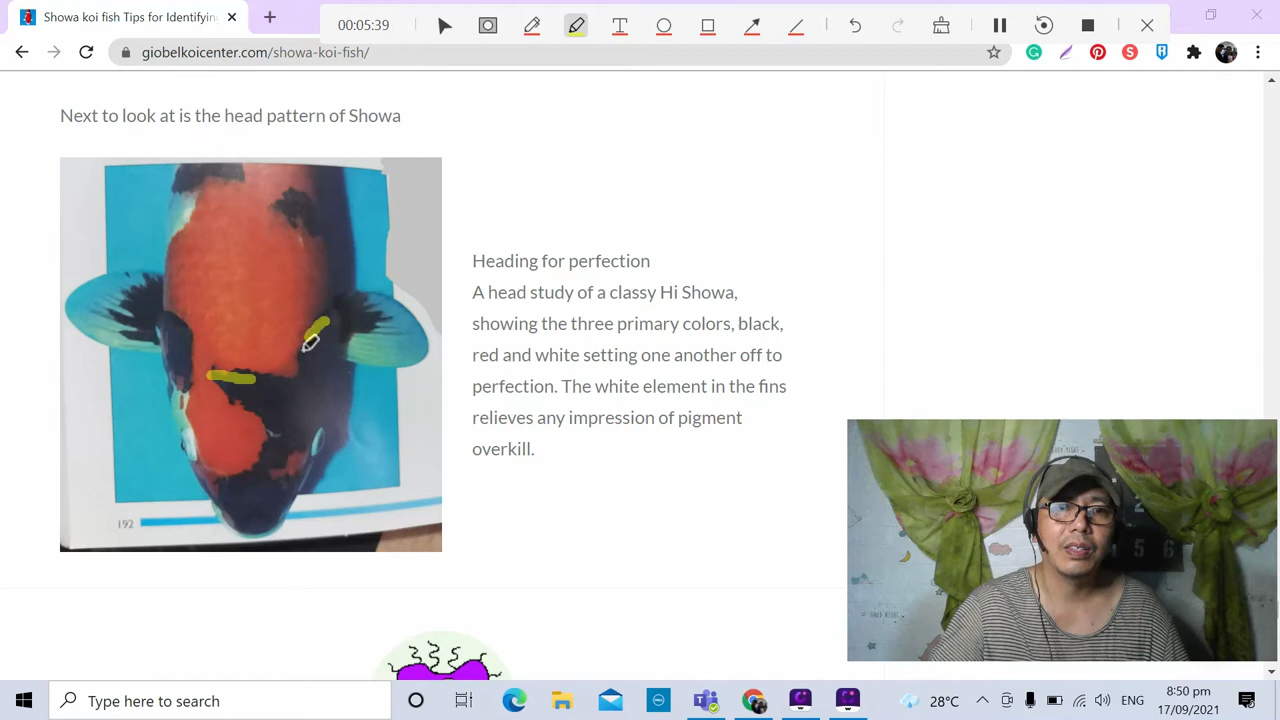 Showa koi fish Tips for Identifyin
00:05:39
T
giobelkoicenter.com/showa-koi-fish/
Next to look at is the head pattern of Showa
Heading for perfection
A head study of a classy Hi Showa,
showing the three primary colors, black,
red and white setting one another off to
perfection. The white element in the fins
relieves any impression of pigment
overkill.
192
Type here to search
28°C
ENG
8:50 pm
17/09/2021